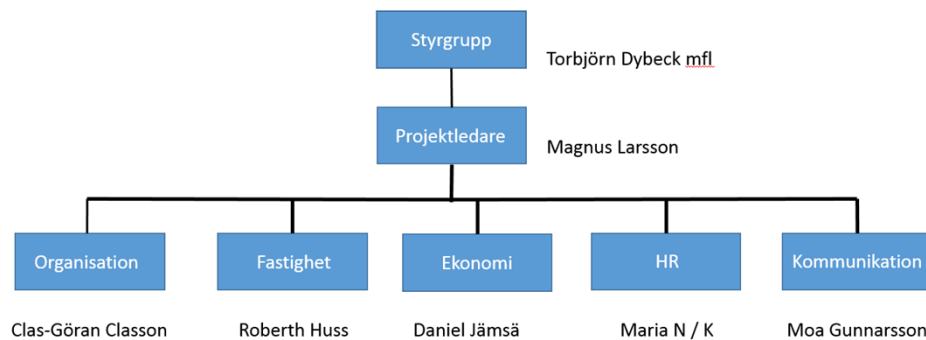 Styrgrupp
Torbjörn Dybeck mfl
Projektledare
Magnus Larsson
Organisation
Fastighet
Ekonomi
HR
Kommunikation
Clas-Göran Classon
Roberth Huss
Daniel Jämsä
Maria N / K
Moa Gunnarsson